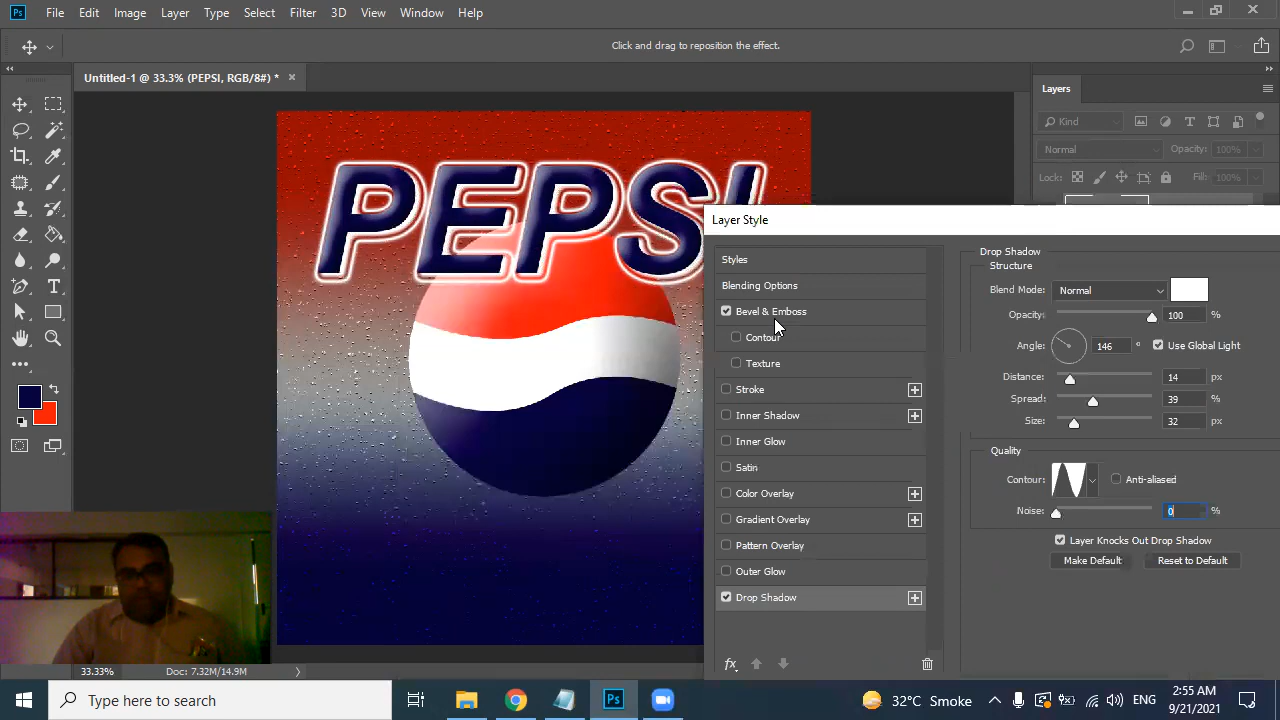 Ps File Edit Image Layer Type Select Filter 3D View Window Help
Click and drag to reposition the effect.
Untitled-1 @ 33.3% (PEPSI, RGB/8#) * ×
Layers
Kind
Normal Opacity: 100%
Lock: Fill: 100%
PEPSI
Layer Style
Styles
Blending Options
Bevel & Emboss
Contour
Texture
Stroke
Inner Shadow
Inner Glow
Satin
Color Overlay
Gradient Overlay
Pattern Overlay
Outer Glow
Drop Shadow
fx
Drop Shadow
Structure
Blend Mode: Normal
Opacity: 100 %
Angle: 146 ° Use Global Light
Distance: 14 px
Spread: 39 %
Size: 32 px
Quality
Contour: Anti-aliased
Noise: 0 %
Layer Knocks Out Drop Shadow
Make Default Reset to Default
33.33% Doc: 7.32M/14.9M
Type here to search
Ps
32°C Smoke
ENG
2:55 AM
9/21/2021